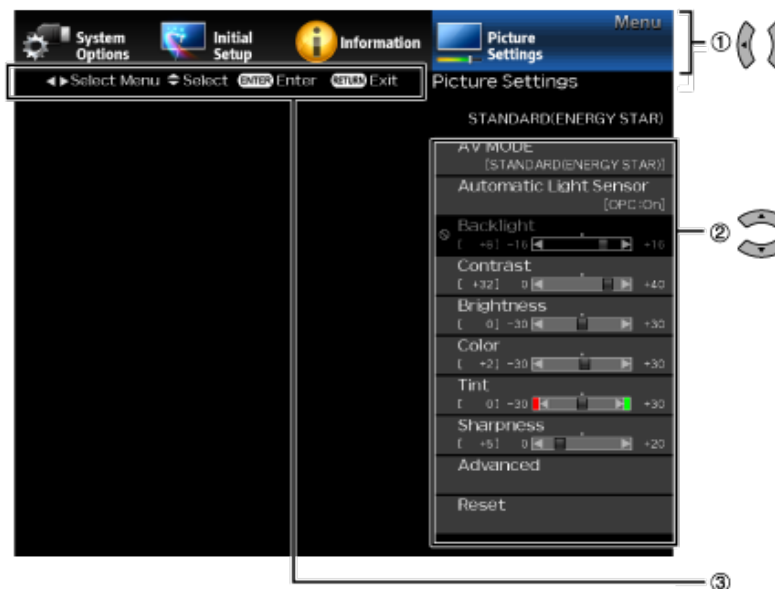 Menu
System Options
Initial Setup
Information
Picture Settings
Select Menu Select ENTER Enter RETURN Exit
Picture Settings
STANDARD(ENERGY STAR)
AV MODE
[STANDARD(ENERGY STAR)]
Automatic Light Sensor
[OPC:On]
Backlight
[ +8] -16 +16
Contrast
[ +32] 0 +40
Brightness
[ 0] -30 +30
Color
[ +2] -30 +30
Tint
[ 0] -30 +30
Sharpness
[ +5] 0 +20
Advanced
Reset
①
②
③